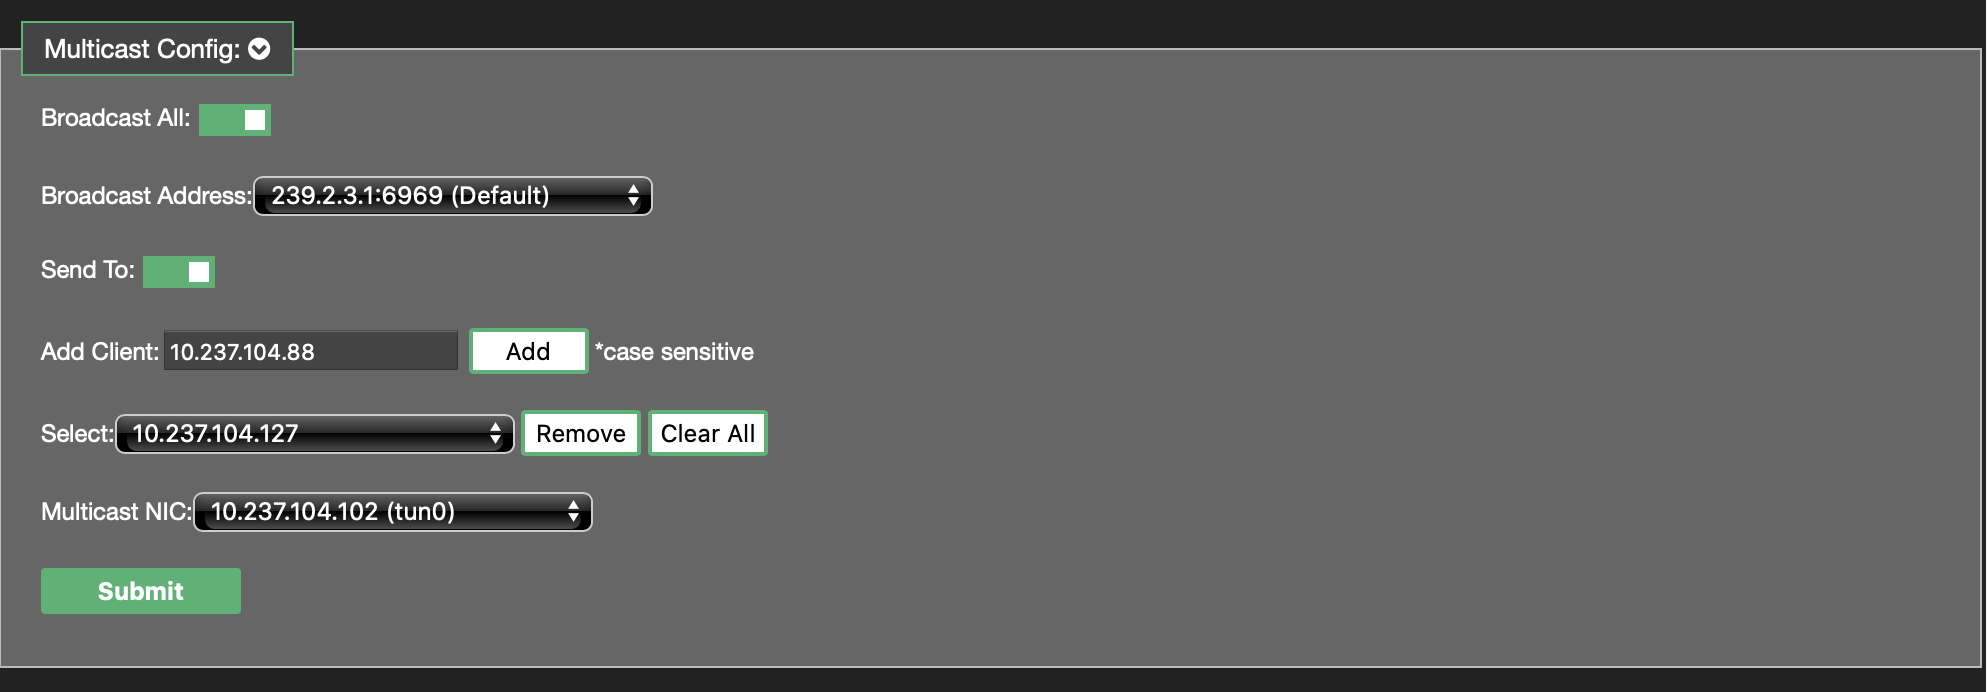 Multicast Config:
Broadcast All:
Broadcast Address: 239.2.3.1:6969 (Default)
Send To:
Add Client: 10.237.104.88 Add *case sensitive
Select: 10.237.104.127 Remove Clear All
Multicast NIC: 10.237.104.102 (tun0)
Submit